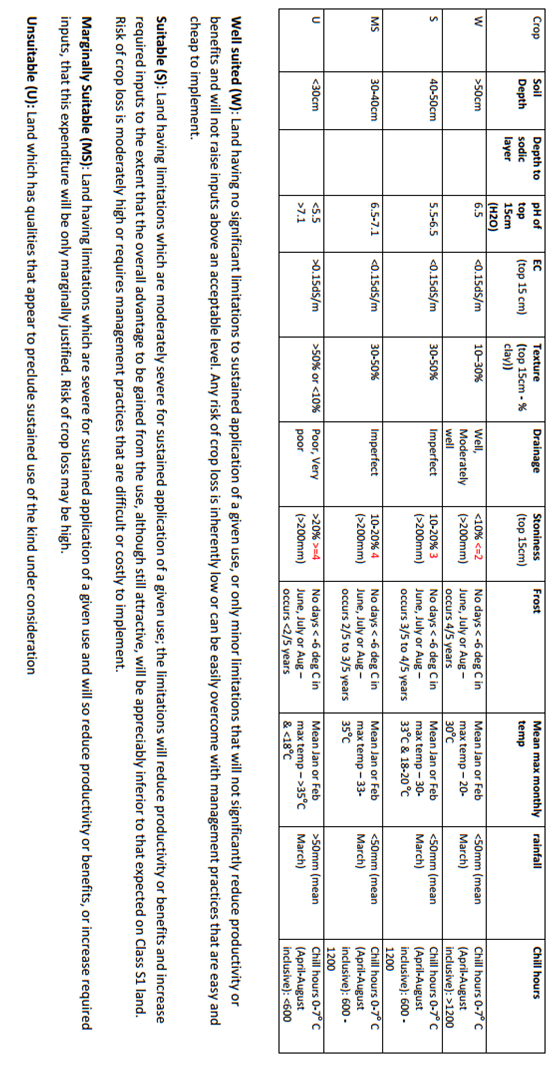 Crop Soil Depth Depth to sodic layer pH of top 15cm (H2O) EC (top 15 cm) Texture (top 15cm - % clay)) Drainage Stoniness (top 15cm) Frost Mean max monthly temp rainfall Chill hours
W >50cm 6.5 <0.15dS/m 10–30% Well, Moderately well <10% <=2 (>200mm) No days < -6 deg C in June, July or Aug – occurs 4/5 years Mean Jan or Feb max temp – 20-30°C <50mm (mean March) Chill hours 0-7° C (April-August inclusive): >1200
S 40-50cm 5.5-6.5 <0.15dS/m 30-50% Imperfect 10-20% 3 (>200mm) No days < -6 deg C in June, July or Aug – occurs 3/5 to 4/5 years Mean Jan or Feb max temp – 30-33°C & 18-20°C <50mm (mean March) Chill hours 0-7° C (April-August inclusive): 600 - 1200
MS 30-40cm 6.5-7.1 <0.15dS/m 30-50% Imperfect 10-20% 4 (>200mm) No days < -6 deg C in June, July or Aug – occurs 2/5 to 3/5 years Mean Jan or Feb max temp – 33-35°C <50mm (mean March) Chill hours 0-7° C (April-August inclusive): 600 - 1200
U <30cm <5.5 >7.1 >0.15dS/m >50% or <10% Poor, Very poor >20% >=4 (>200mm) No days < -6 deg C in June, July or Aug – occurs <2/5 years Mean Jan or Feb max temp – >35°C & <18°C >50mm (mean March) Chill hours 0-7° C (April-August inclusive): <600
Well suited (W): Land having no significant limitations to sustained application of a given use, or only minor limitations that will not significantly reduce productivity or
benefits and will not raise inputs above an acceptable level. Any risk of crop loss is inherently low or can be easily overcome with management practices that are easy and
cheap to implement.
Suitable (S): Land having limitations which are moderately severe for sustained application of a given use; the limitations will reduce productivity or benefits and increase
required inputs to the extent that the overall advantage to be gained from the use, although still attractive, will be appreciably inferior to that expected on Class S1 land.
Risk of crop loss is moderately high or requires management practices that are difficult or costly to implement.
Marginally Suitable (MS): Land having limitations which are severe for sustained application of a given use and will so reduce productivity or benefits, or increase required
inputs, that this expenditure will be only marginally justified. Risk of crop loss may be high.
Unsuitable (U): Land which has qualities that appear to preclude sustained use of the kind under consideration